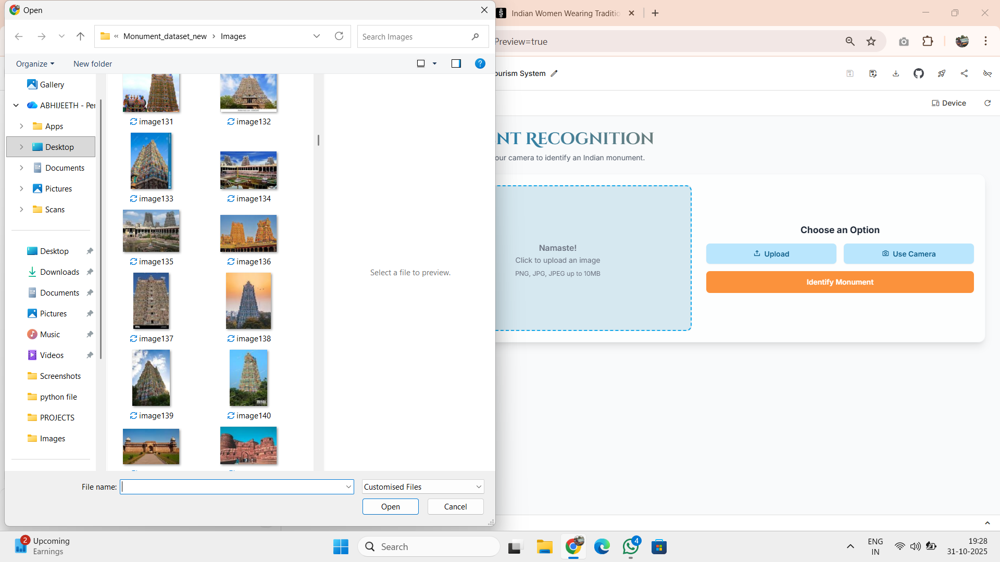 Open
Indian Women Wearing Traditio
« Monument_dataset_new › Images
Search Images
Preview=true
Organize
New folder
ourism System
Gallery
ABHIJEETH - Per
Apps
Desktop
Documents
Pictures
Scans
Desktop
Downloads
Documents
Pictures
Music
Videos
Screenshots
python file
PROJECTS
Images
image131
image132
image133
image134
image135
image136
image137
image138
image139
image140
Select a file to preview.
Device
NT RECOGNITION
our camera to identify an Indian monument.
Namaste!
Click to upload an image
PNG, JPG, JPEG up to 10MB
Choose an Option
Upload
Use Camera
Identify Monument
File name:
Customised Files
Open
Cancel
2
Upcoming
Earnings
Search
4
ENG
IN
19:28
31-10-2025